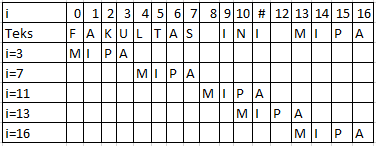 i 0 1 2 3 4 5 6 7 8 9 10 # 12 13 14 15 16
Teks F A K U L T A S I N I M I P A
i=3 M I P A
i=7 M I P A
i=11 M I P A
i=13 M I P A
i=16 M I P A